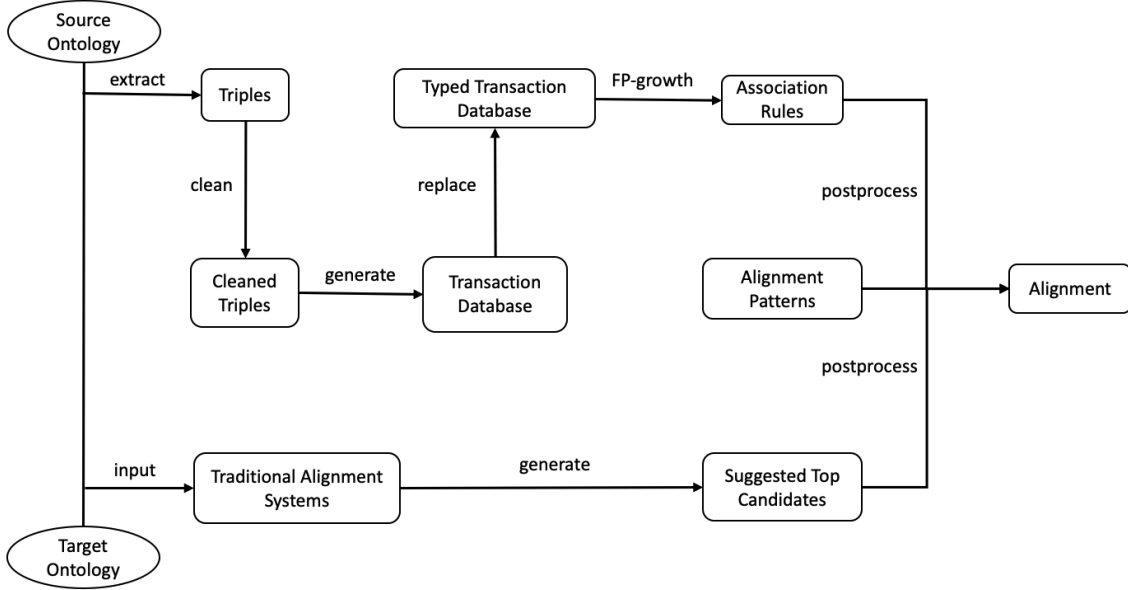 Source
Ontology
extract
Triples
Typed Transaction
Database
FP-growth
Association
Rules
clean
replace
postprocess
Cleaned
Triples
generate
Transaction
Database
Alignment
Patterns
Alignment
postprocess
input
Traditional Alignment
Systems
generate
Suggested Top
Candidates
Target
Ontology